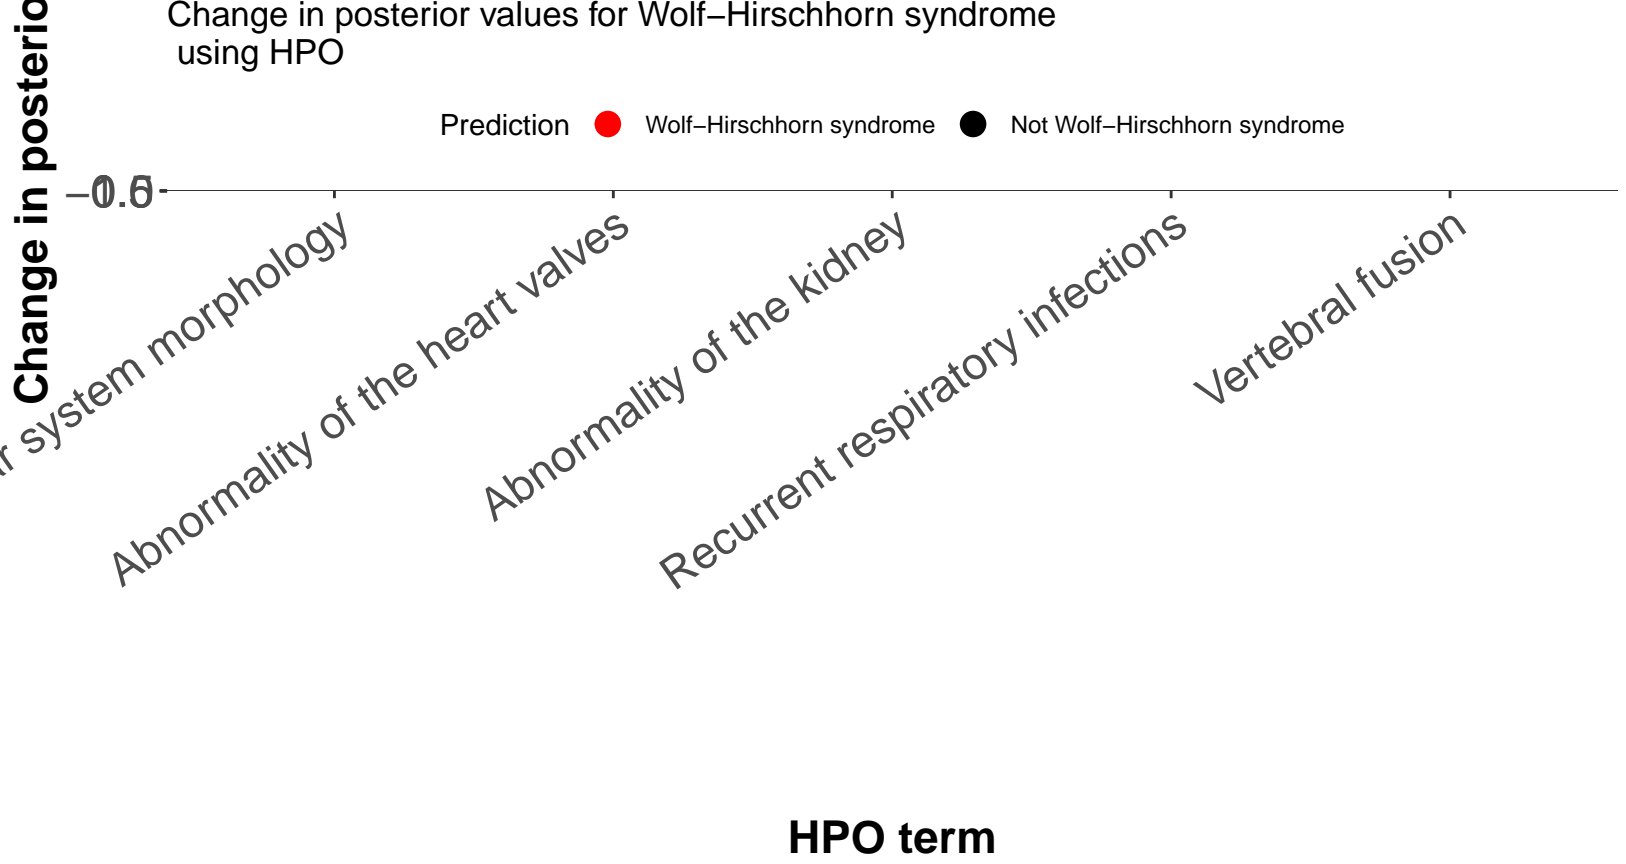 Change in posterior values for Wolf–Hirschhorn syndrome
using HPO
Prediction Wolf–Hirschhorn syndrome Not Wolf–Hirschhorn syndrome
Change in
system morphology
Abnormality of the heart valves
Abnormality of the kidney
Recurrent respiratory infections
Vertebral fusion
HPO term